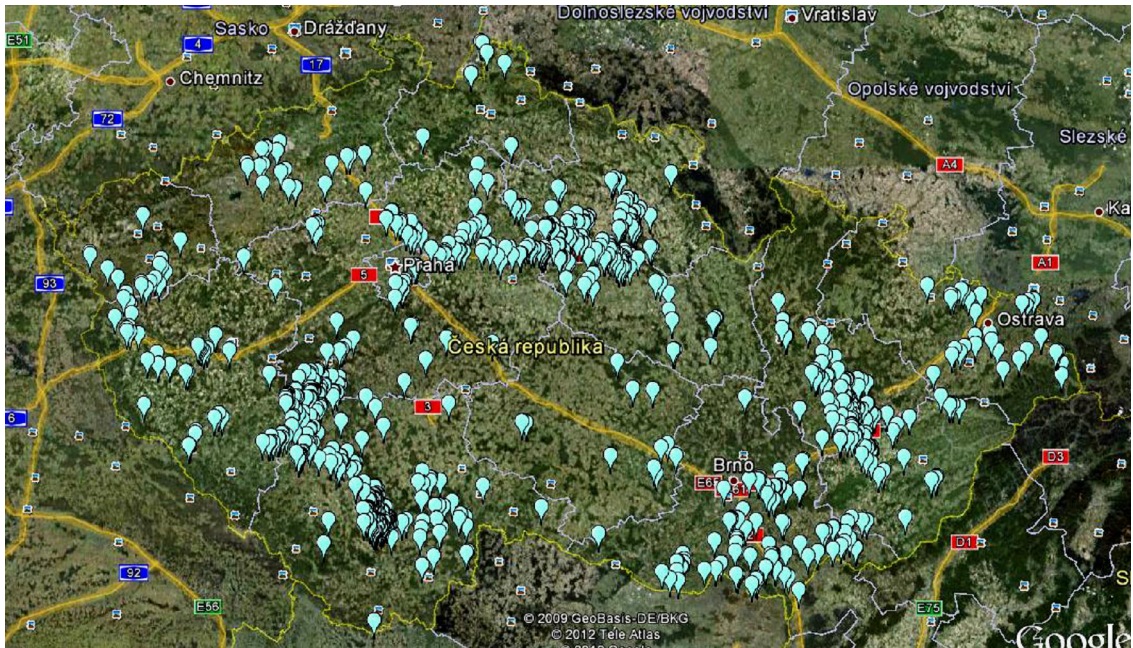 Dolnoslezské vojvodství
Vratislav
E51
Sasko
Drážďany
4
17
Chemnitz
Opolské vojvodství
72
Slezské
A4
Ka
Praha
5
A1
93
Ostrava
Česká republika
3
6
Brno
D3
D1
92
E56
E75
© 2009 GeoBasis-DE/BKG
© 2012 Tele Atlas
Google